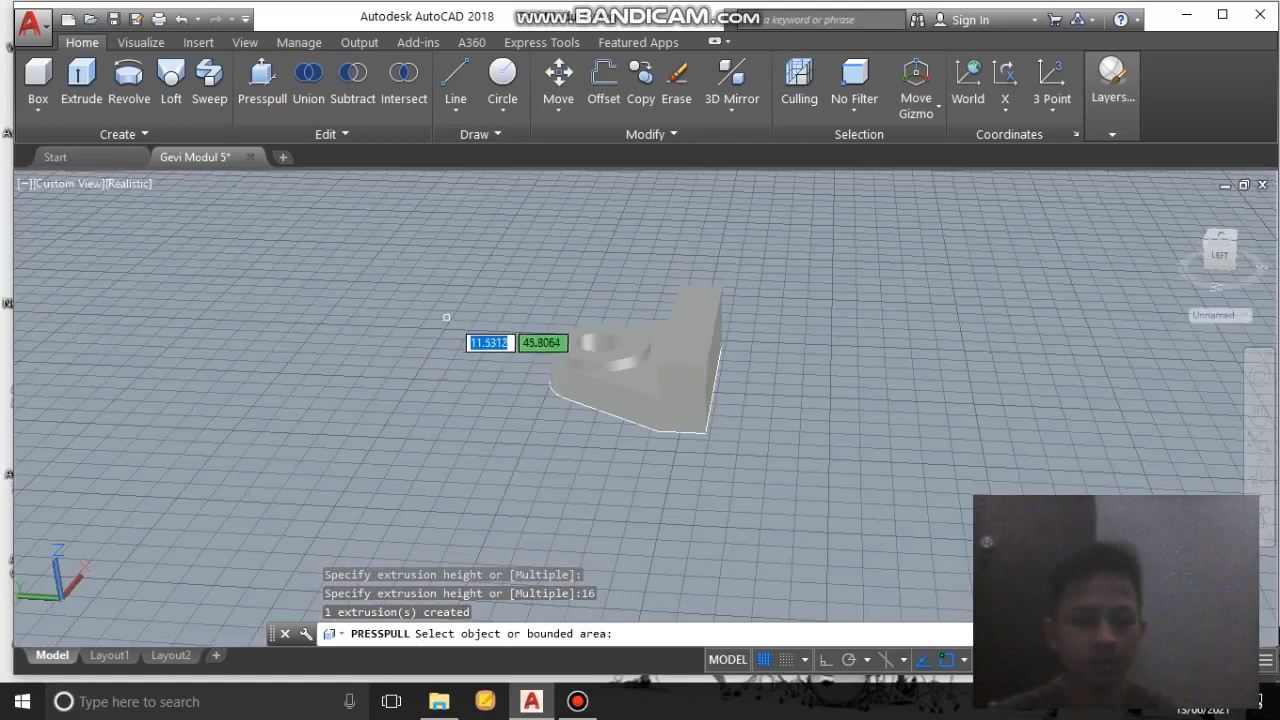 Autodesk AutoCAD 2018
www.BANDICAM.com
a keyword or phrase
Sign In
Home Visualize Insert View Manage Output Add-ins A360 Express Tools Featured Apps
Box Extrude Revolve Loft Sweep Presspull Union Subtract Intersect Line Circle Move Offset Copy Erase 3D Mirror Culling No Filter Move Gizmo World X 3 Point Layers...
Create Edit Draw Modify Selection Coordinates
Start Gevi Modul 5*
[−][Custom View][Realistic]
LEFT
W
Unnamed
11.5312 45.8064
Z
X
Y
Specify extrusion height or [Multiple]:
Specify extrusion height or [Multiple]:16
1 extrusion(s) created
PRESSPULL Select object or bounded area:
Model Layout1 Layout2 +
MODEL
Type here to search
13/06/2021